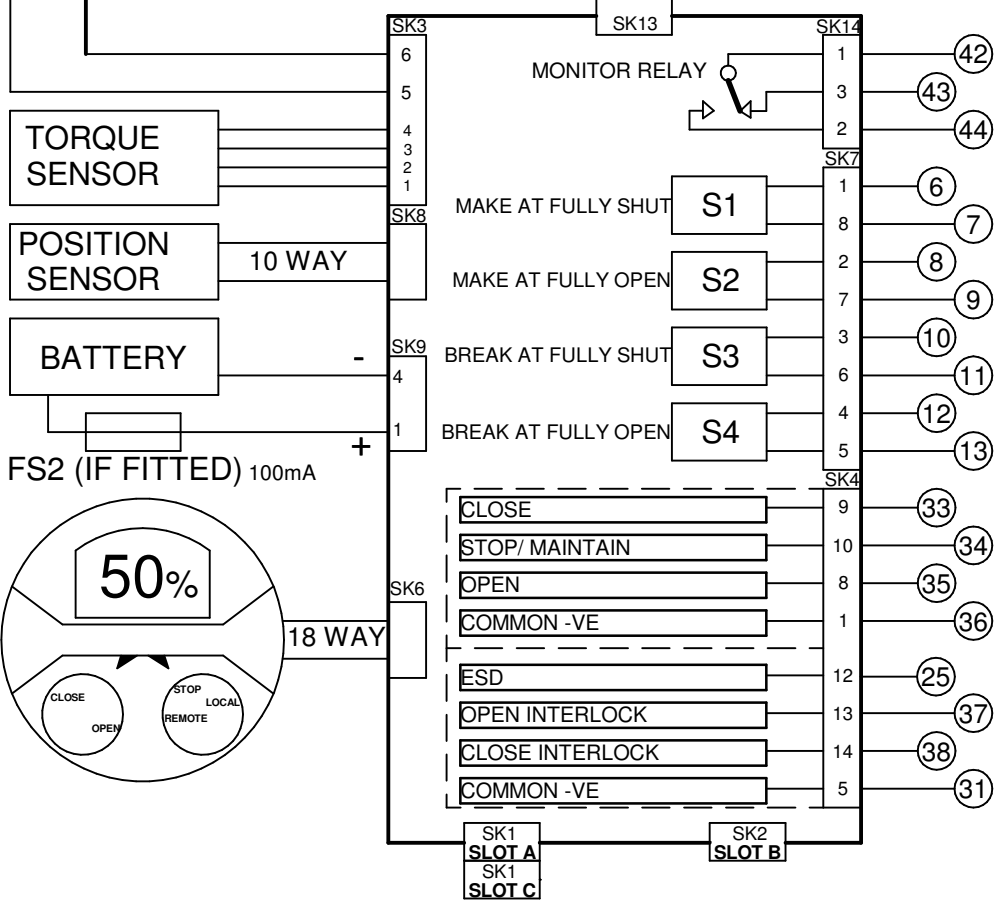 SK13
SK3
6
5
4
3
2
1
TORQUE
SENSOR
SK8
POSITION
SENSOR
10 WAY
BATTERY
-
SK9
4
1
+
FS2 (IF FITTED) 100mA
50%
CLOSE
OPEN
STOP
LOCAL
REMOTE
18 WAY
SK6
MONITOR RELAY
SK14
1
42
3
43
2
44
SK7
MAKE AT FULLY SHUT
S1
1
6
8
7
MAKE AT FULLY OPEN
S2
2
8
7
9
BREAK AT FULLY SHUT
S3
3
10
6
11
BREAK AT FULLY OPEN
S4
4
12
5
13
SK4
CLOSE
9
33
STOP/ MAINTAIN
10
34
OPEN
8
35
COMMON -VE
1
36
ESD
12
25
OPEN INTERLOCK
13
37
CLOSE INTERLOCK
14
38
COMMON -VE
5
31
SK1
SLOT A
SK1
SLOT C
SK2
SLOT B